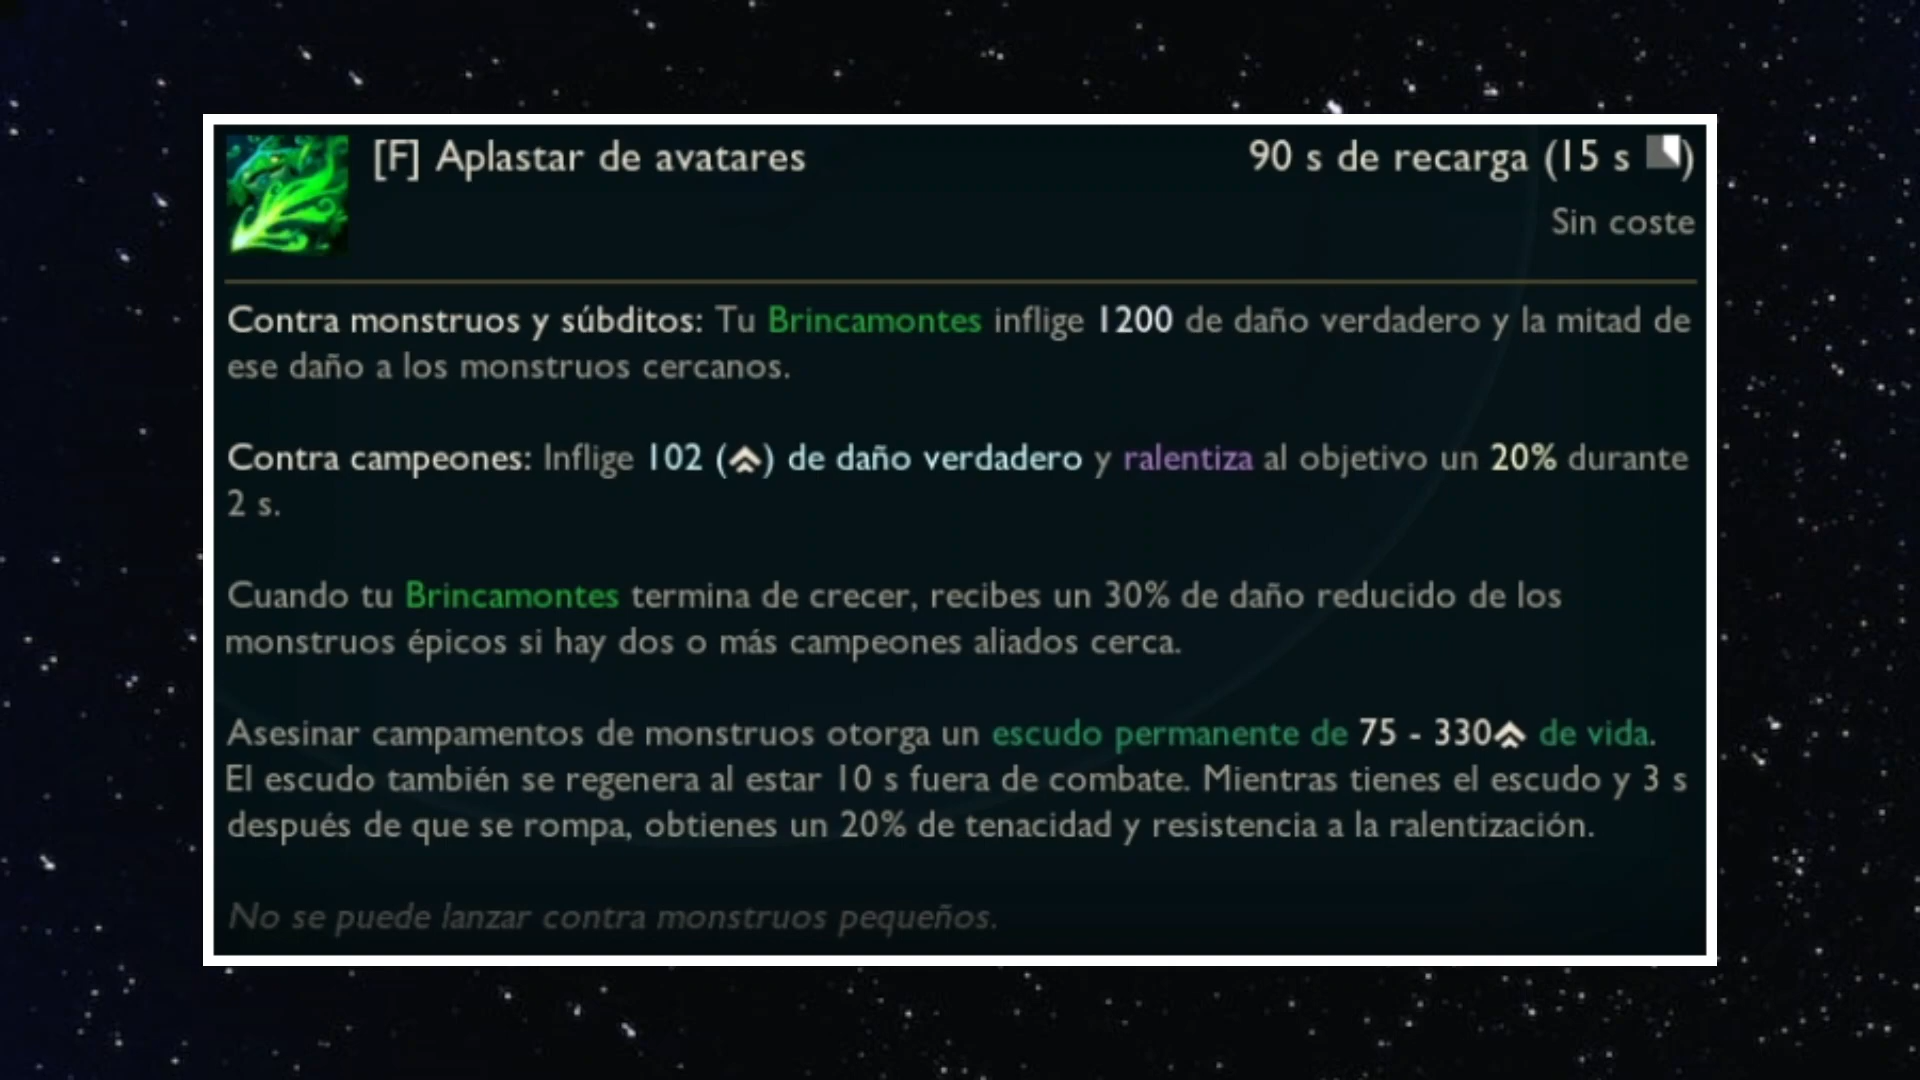 [F] Aplastar de avatares
90 s de recarga (15 s )
Sin coste
Contra monstruos y súbditos: Tu Brincamontes inflige 1200 de daño verdadero y la mitad de
ese daño a los monstruos cercanos.
Contra campeones: Inflige 102 () de daño verdadero y ralentiza al objetivo un 20% durante
2 s.
Cuando tu Brincamontes termina de crecer, recibes un 30% de daño reducido de los
monstruos épicos si hay dos o más campeones aliados cerca.
Asesinar campamentos de monstruos otorga un escudo permanente de 75 - 330 de vida.
El escudo también se regenera al estar 10 s fuera de combate. Mientras tienes el escudo y 3 s
después de que se rompa, obtienes un 20% de tenacidad y resistencia a la ralentización.
No se puede lanzar contra monstruos pequeños.